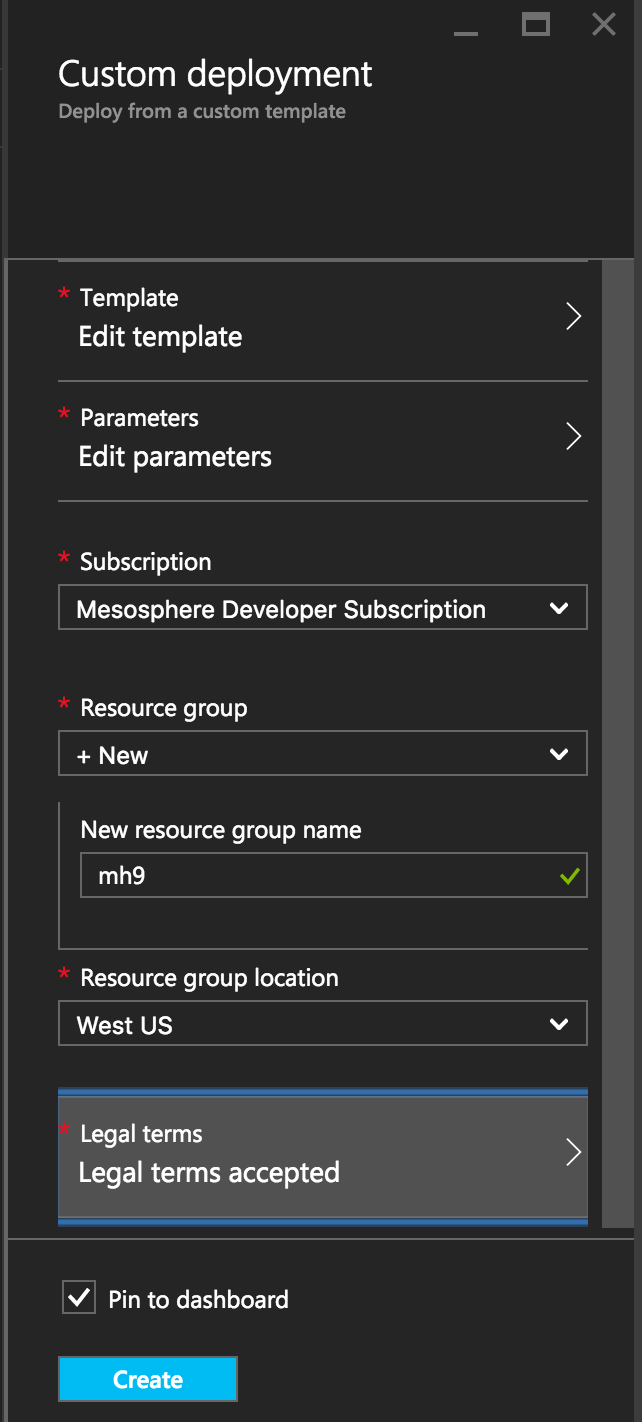 Custom deployment
Deploy from a custom template
* Template
Edit template
* Parameters
Edit parameters
* Subscription
Mesosphere Developer Subscription
* Resource group
+ New
New resource group name
mh9
* Resource group location
West US
* Legal terms
Legal terms accepted
Pin to dashboard
Create